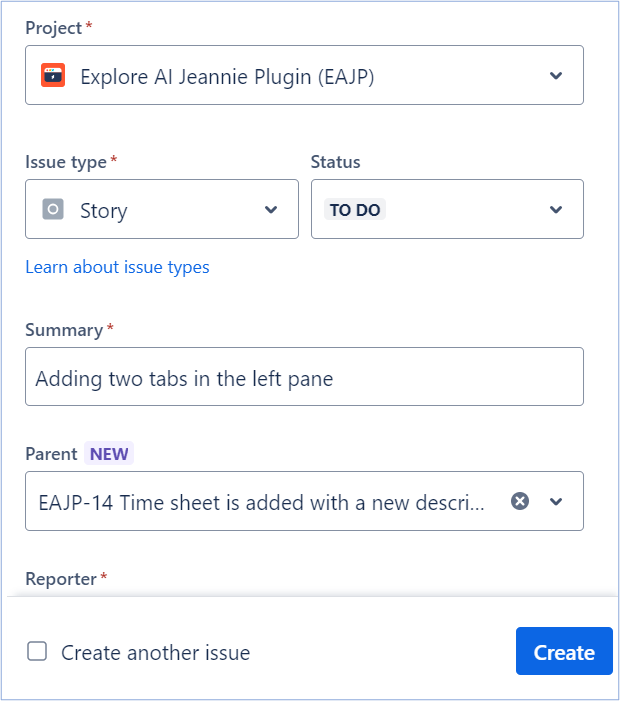 Project *
Explore AI Jeannie Plugin (EAJP)
Issue type * Status
Story TO DO
Learn about issue types
Summary *
Adding two tabs in the left pane
Parent NEW
EAJP-14 Time sheet is added with a new descri...
Reporter *
Create another issue Create